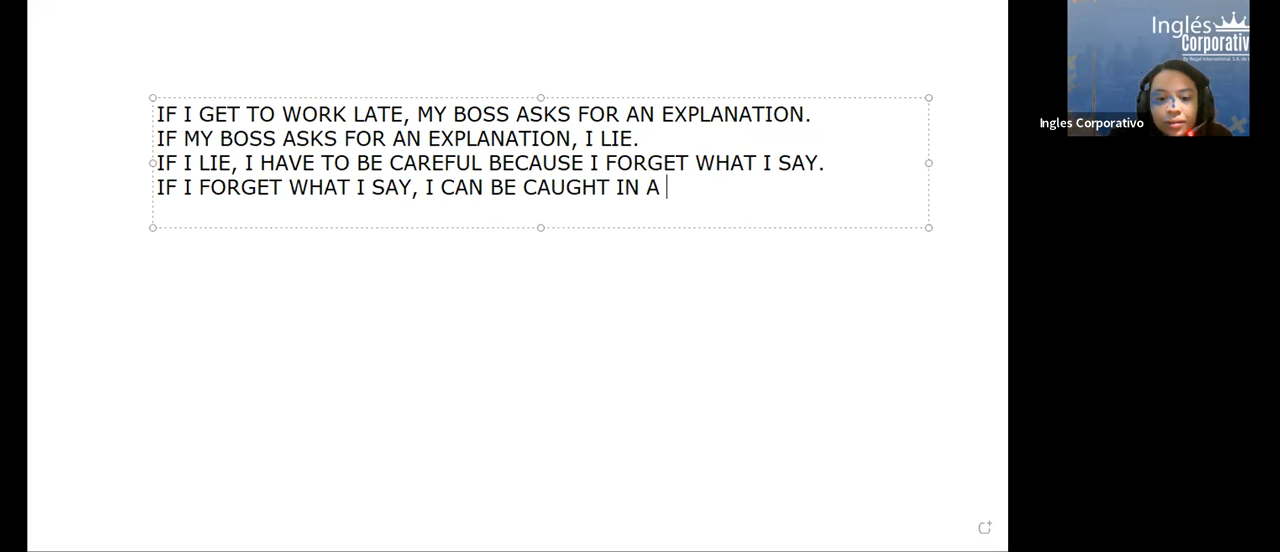 IF I GET TO WORK LATE, MY BOSS ASKS FOR AN EXPLANATION.
IF MY BOSS ASKS FOR AN EXPLANATION, I LIE.
IF I LIE, I HAVE TO BE CAREFUL BECAUSE I FORGET WHAT I SAY.
IF I FORGET WHAT I SAY, I CAN BE CAUGHT IN A
Inglés
Corporativ
Ingles Corporativo